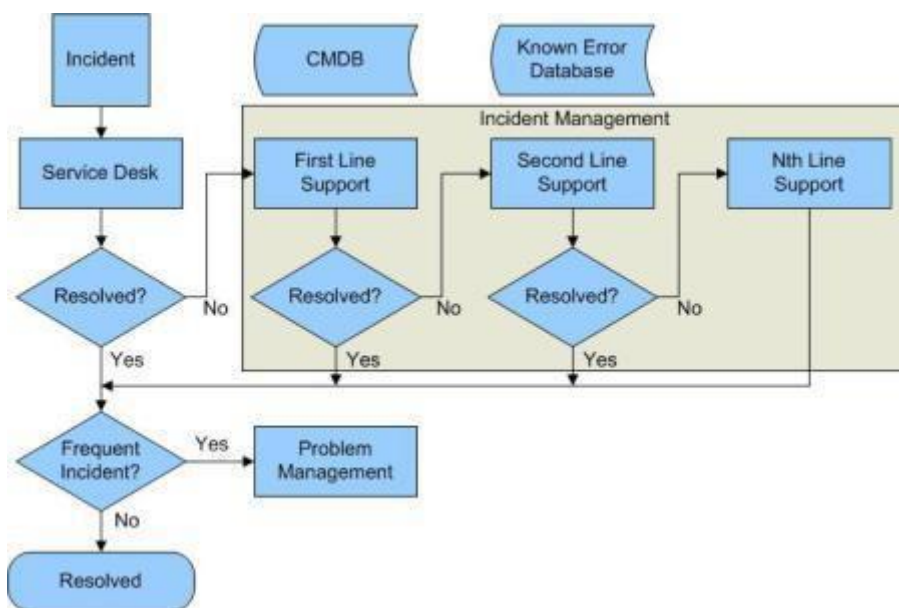 Incident
CMDB
Known Error
Database
Incident Management
Service Desk
First Line
Support
Second Line
Support
Nth Line
Support
Resolved?
No
Resolved?
No
Resolved?
No
Yes
Yes
Yes
Frequent
Incident?
Yes
Problem
Management
No
Resolved